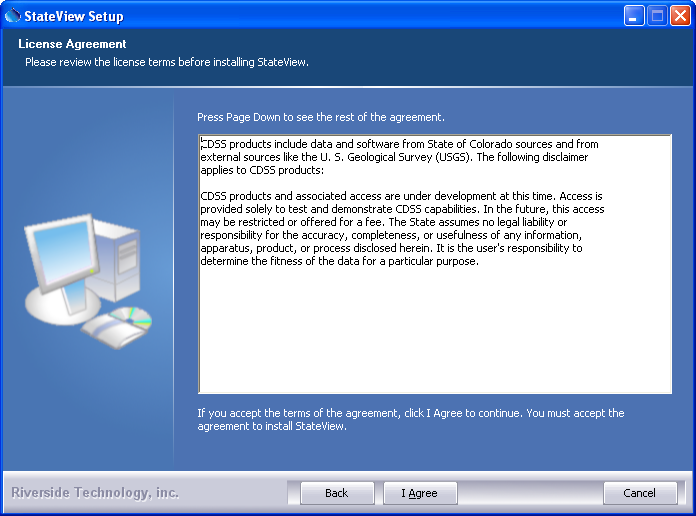 StateView Setup
License Agreement
Please review the license terms before installing StateView.
Press Page Down to see the rest of the agreement.
CDSS products include data and software from State of Colorado sources and from
external sources like the U. S. Geological Survey (USGS). The following disclaimer
applies to CDSS products:
CDSS products and associated access are under development at this time. Access is
provided solely to test and demonstrate CDSS capabilities. In the future, this access
may be restricted or offered for a fee. The State assumes no legal liability or
responsibility for the accuracy, completeness, or usefulness of any information,
apparatus, product, or process disclosed herein. It is the user's responsibility to
determine the fitness of the data for a particular purpose.
If you accept the terms of the agreement, click I Agree to continue. You must accept the
agreement to install StateView.
Riverside Technology, inc.
Back
I Agree
Cancel